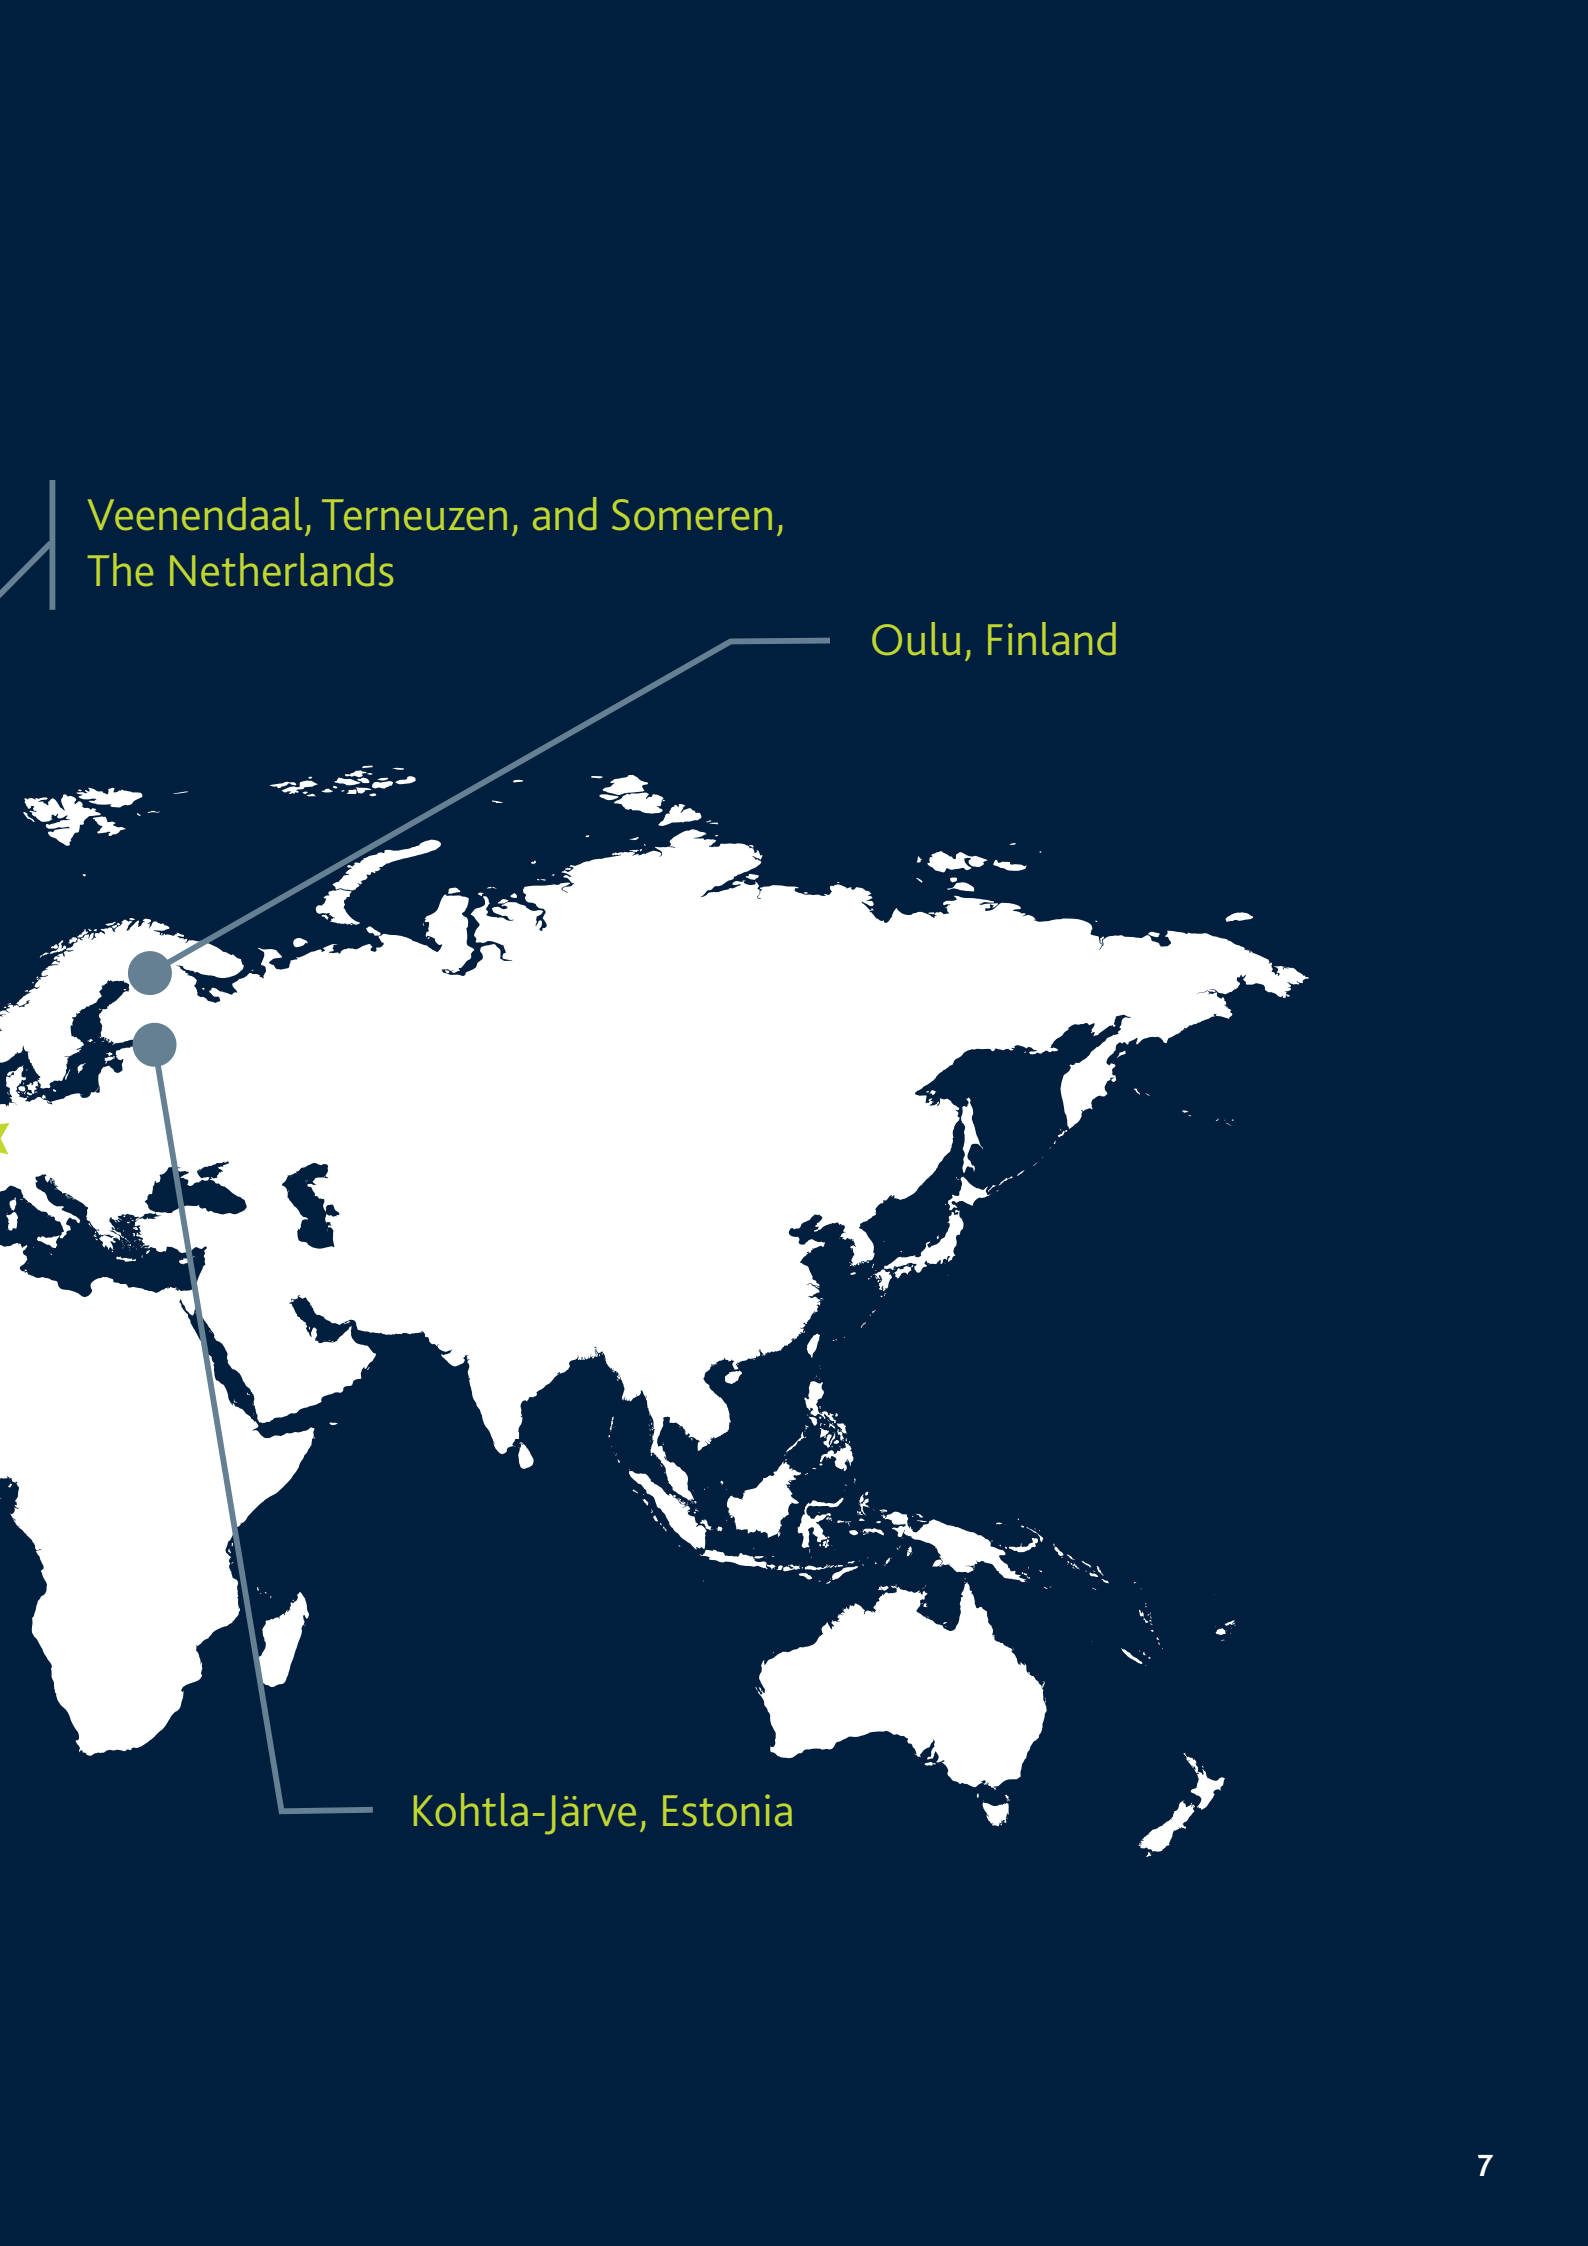 Veenendaal, Terneuzen, and Someren,
The Netherlands
Oulu, Finland
Kohtla-Järve, Estonia
7